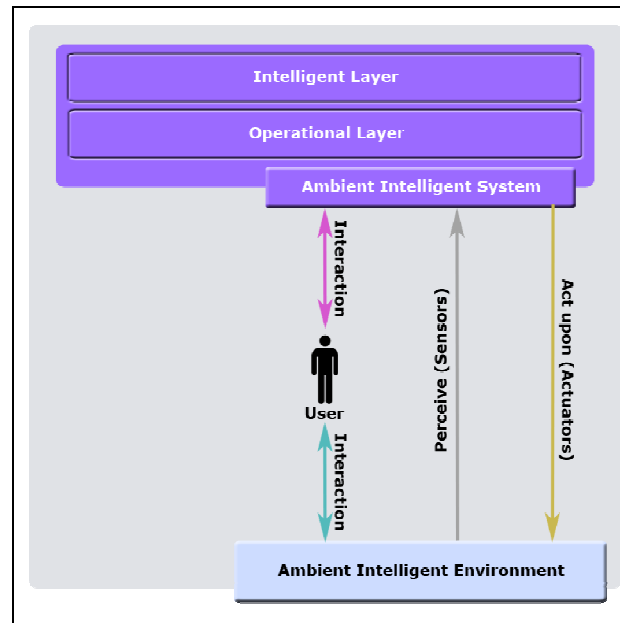 Intelligent Layer
Operational Layer
Ambient Intelligent System
Interaction
Perceive (Sensors)
Act upon (Actuators)
User
Interaction
Ambient Intelligent Environment